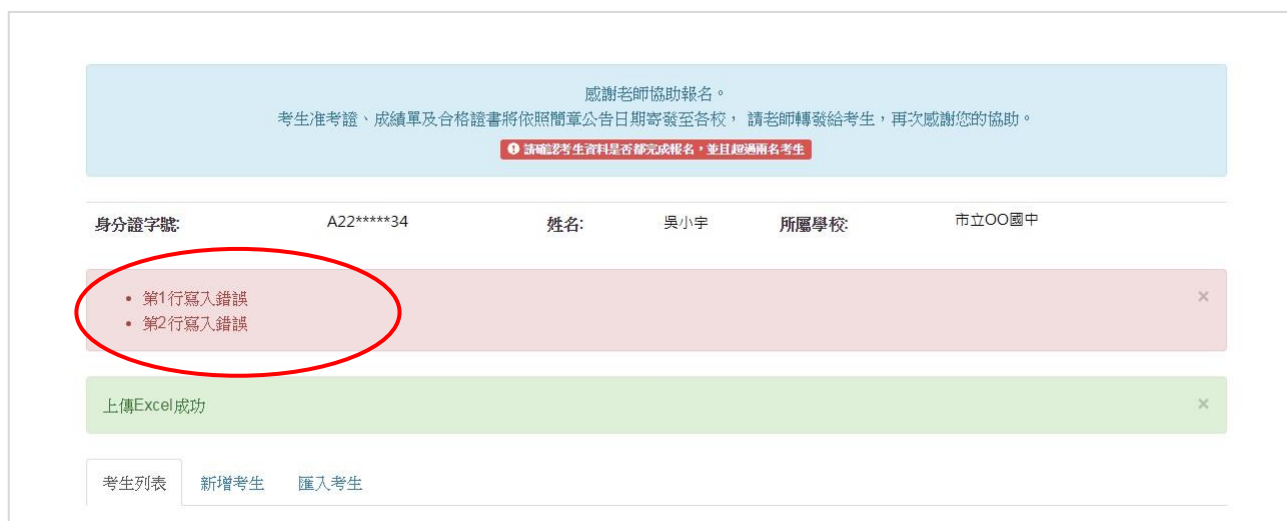 感謝老師協助報名。
考生准考證、成績單及合格證書將依照簡章公告日期寄發至各校， 請老師轉發給考生，再次感謝您的協助。
請確認考生資料是否都完成報名，並且超過兩名考生
身分證字號: A22*****34 姓名: 吳小宇 所屬學校: 市立OO國中
• 第1行寫入錯誤 ×
• 第2行寫入錯誤
上傳Excel成功 ×
考生列表 新增考生 匯入考生